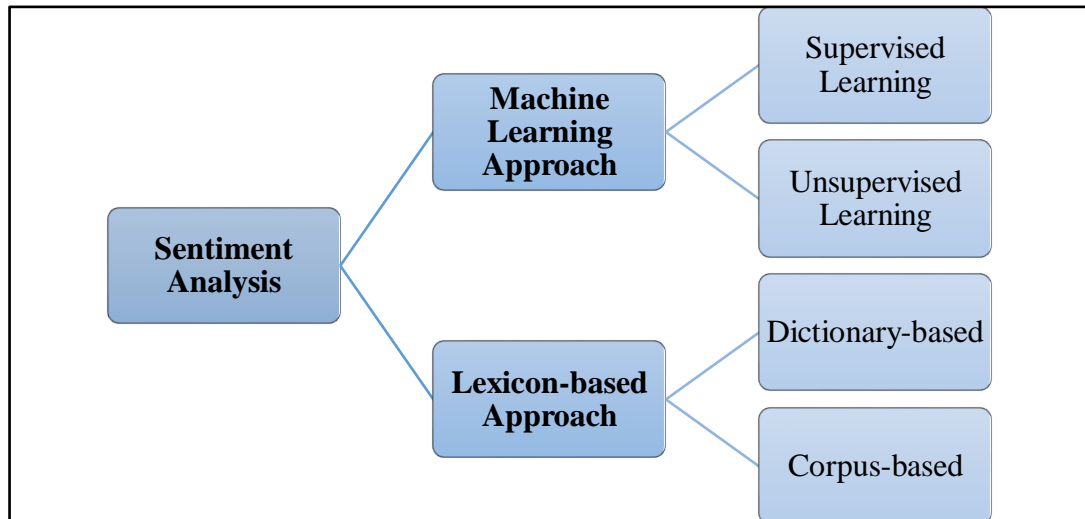 Supervised
Learning
Machine
Learning
Approach
Unsupervised
Learning
Sentiment
Analysis
Dictionary-based
Lexicon-based
Approach
Corpus-based